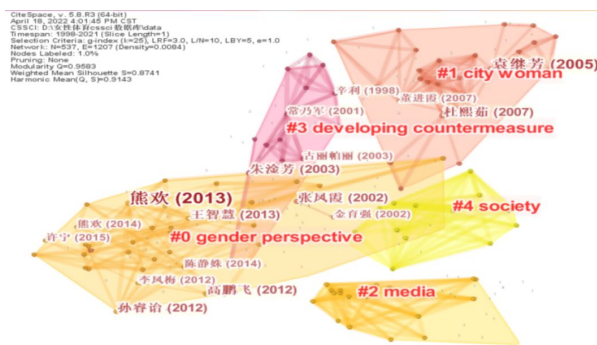 CiteSpace, v. 5.8.R3 (64-bit)
April 18, 2022 4:01:45 PM CST
CSSCI: D:\女性体育cssci数据库\data
Timespan: 1998-2021 (Slice Length=1)
Selection Criteria: g-index (k=25), LRF=3.0, L/N=10, LBY=5, e=1.0
Network: N=537, E=1207 (Density=0.0084)
Nodes Labeled: 1.0%
Pruning: None
Modularity Q=0.9583
Weighted Mean Silhouette S=0.8741
Harmonic Mean(Q, S)=0.9143
袁继芳 (2005)
#1 city woman
辛利 (1998)
董进霞 (2007)
常乃军 (2001)
杜熙茹 (2007)
#3 developing countermeasure
古丽帕丽 (2003)
朱淦芳 (2003)
熊欢 (2013)
张凤霞 (2002)
#4 society
王智慧 (2013)
金育强 (2002)
熊欢 (2014)
许宁 (2015)
#0 gender perspective
陈静姝 (2014)
李凤梅 (2012)
高鹏飞 (2012)
#2 media
孙睿诒 (2012)